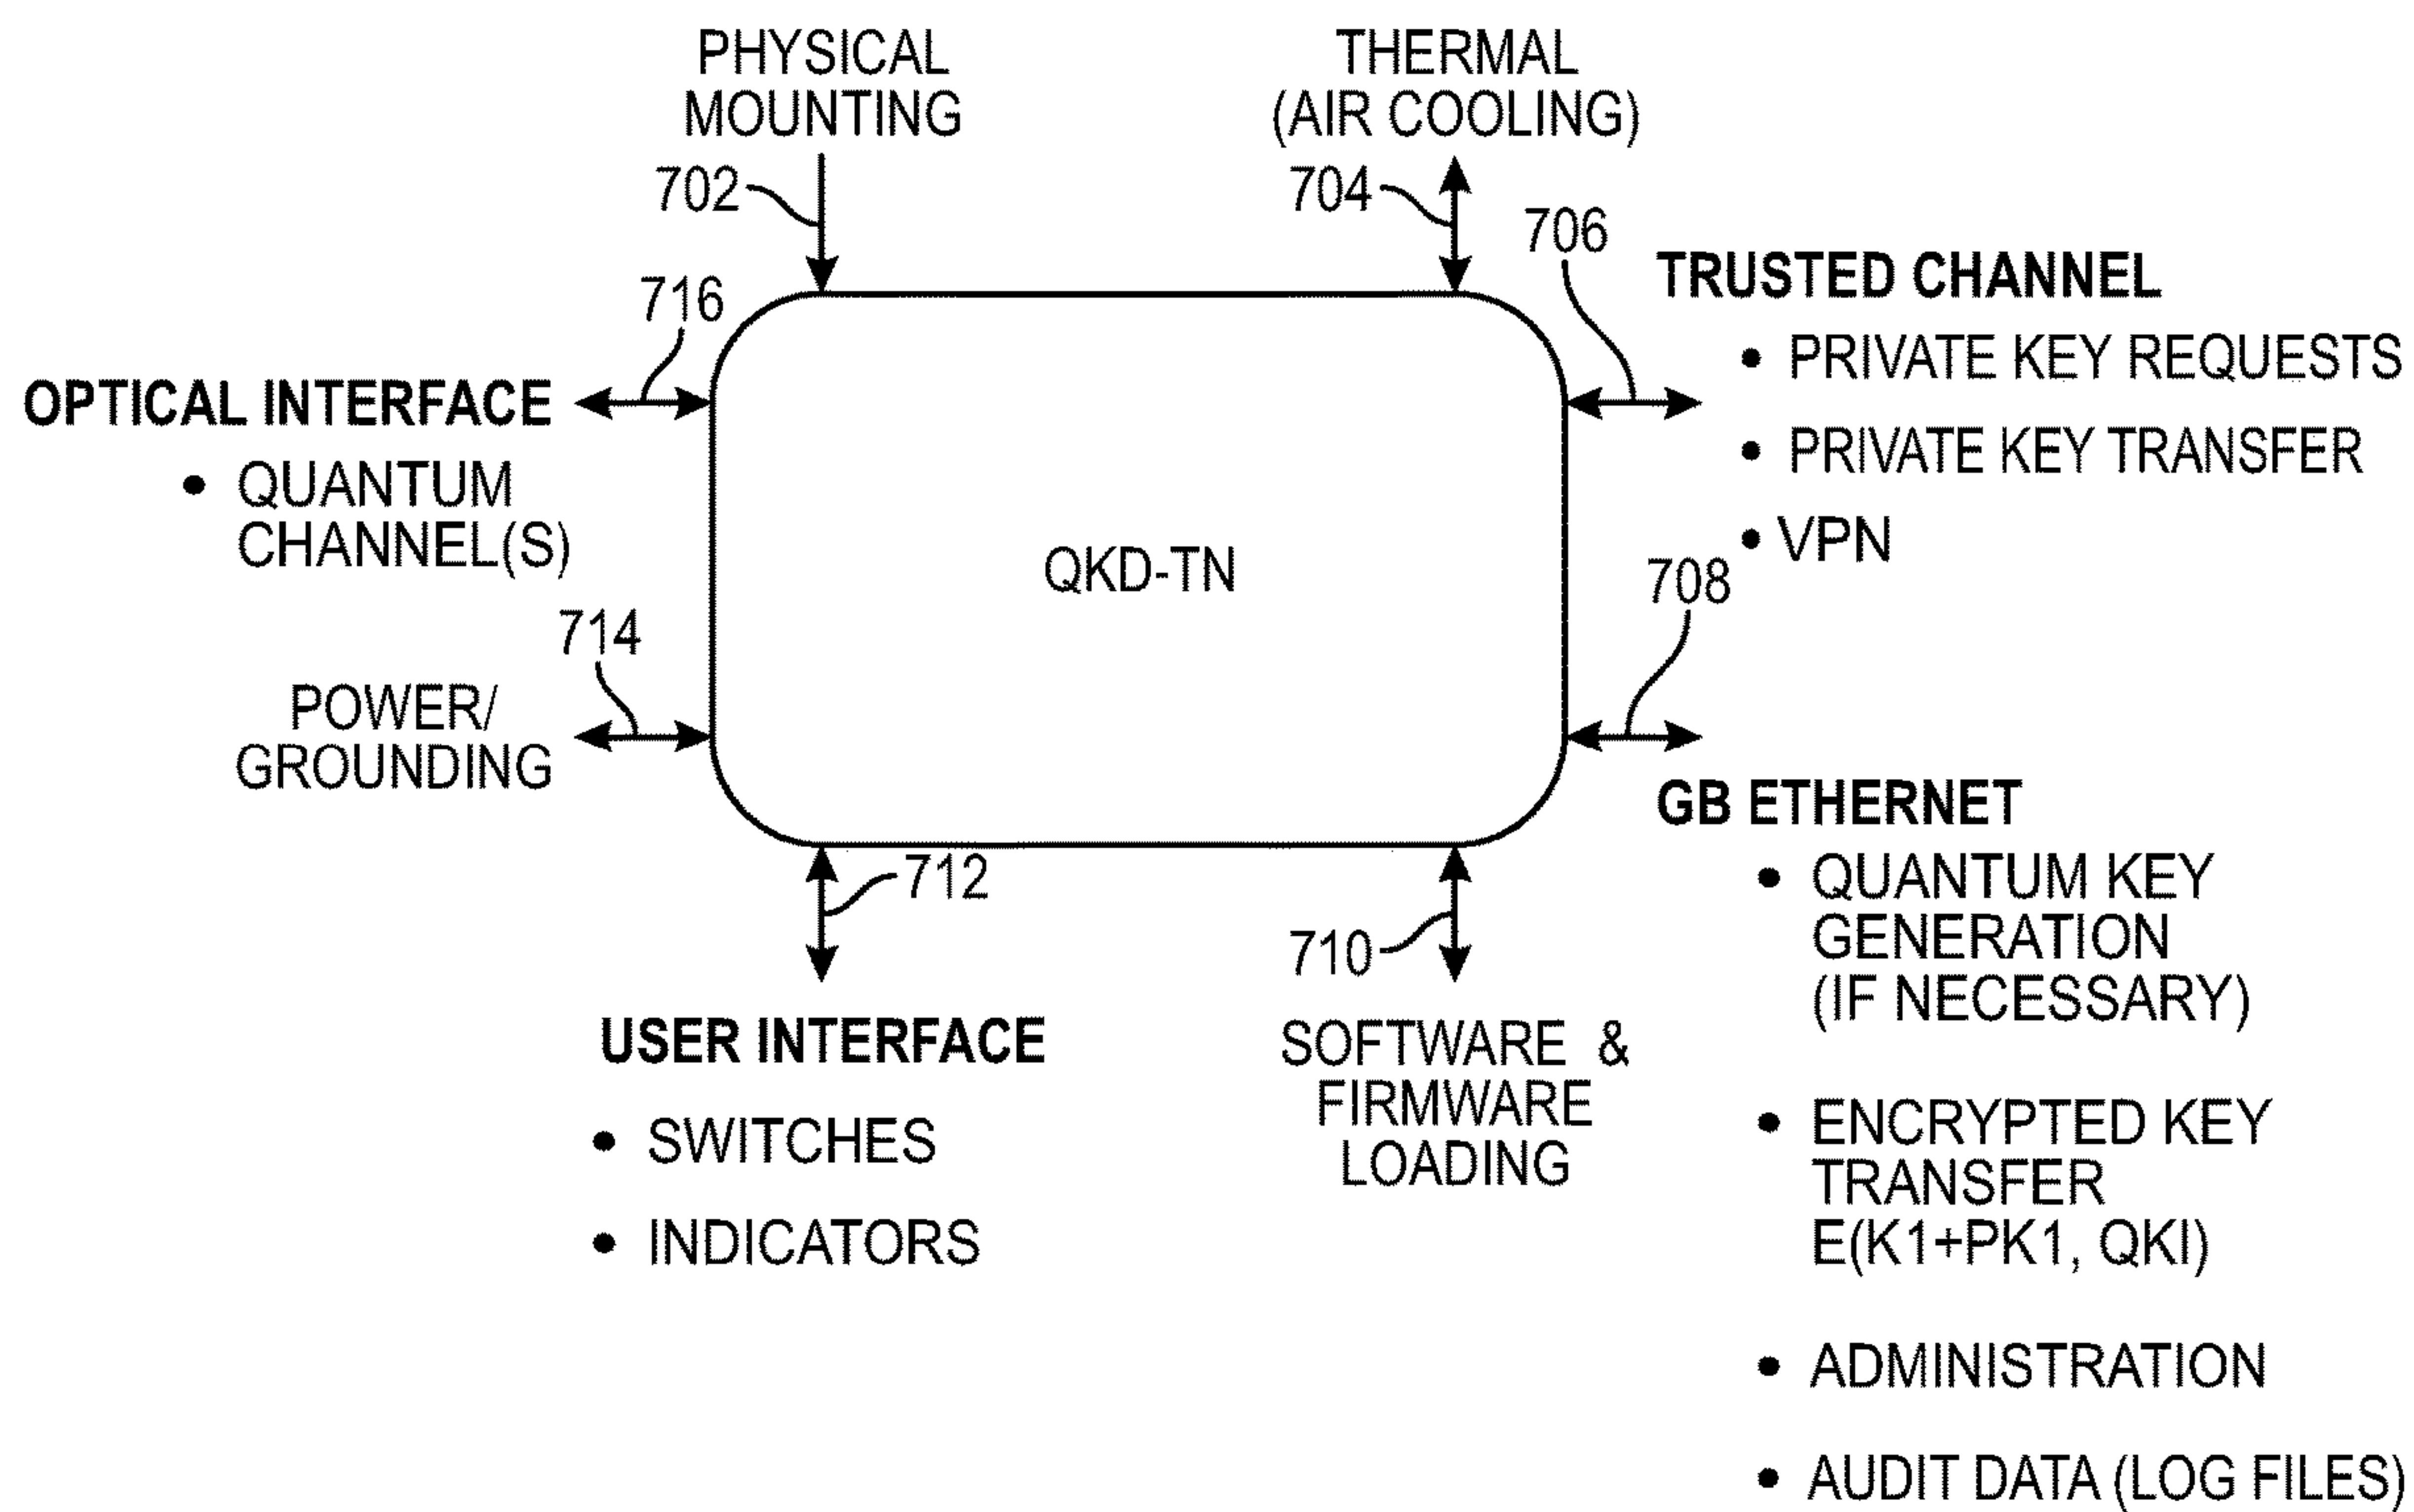 PHYSICAL
MOUNTING
THERMAL
(AIR COOLING)
702
704
706
716
TRUSTED CHANNEL
• PRIVATE KEY REQUESTS
• PRIVATE KEY TRANSFER
• VPN
OPTICAL INTERFACE
• QUANTUM
CHANNEL(S)
QKD-TN
708
714
POWER/
GROUNDING
GB ETHERNET
• QUANTUM KEY
GENERATION
(IF NECESSARY)
• ENCRYPTED KEY
TRANSFER
E(K1+PK1, QKI)
• ADMINISTRATION
• AUDIT DATA (LOG FILES)
712
710
USER INTERFACE
• SWITCHES
• INDICATORS
SOFTWARE &
FIRMWARE
LOADING